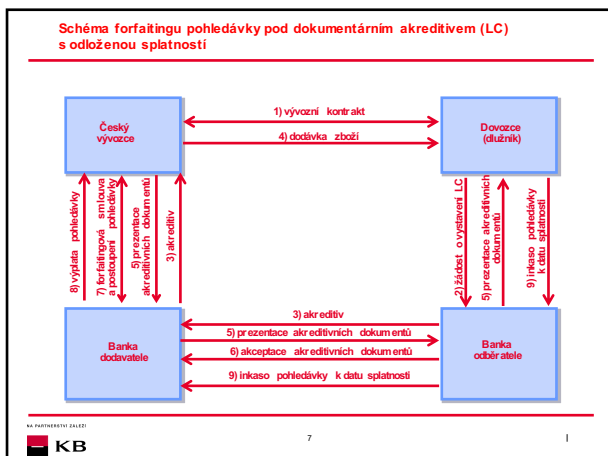 Schéma forfaitingu pohledávky pod dokumentárním akreditivem (LC)
s odloženou splatností
1) vývozní kontrakt
Český
vývozce
Dovozce
(dlužník)
4) dodávka zboží
8) výplata pohledávky
7) forfaitingová smlouva
a postoupení pohledávky
5) prezentace
akreditivních dokumentů
3) akreditiv
2) žádost o vystavení LC
5) prezentace akreditivních
dokumentů
9) inkaso pohledávky
k datu splatnosti
3) akreditiv
5) prezentace akreditivních dokumentů
Banka
dodavatele
Banka
odběratele
6) akceptace akreditivních dokumentů
9) inkaso pohledávky k datu splatnosti
NA PARTNERSTVÍ ZÁLEŽÍ
KB
7
l